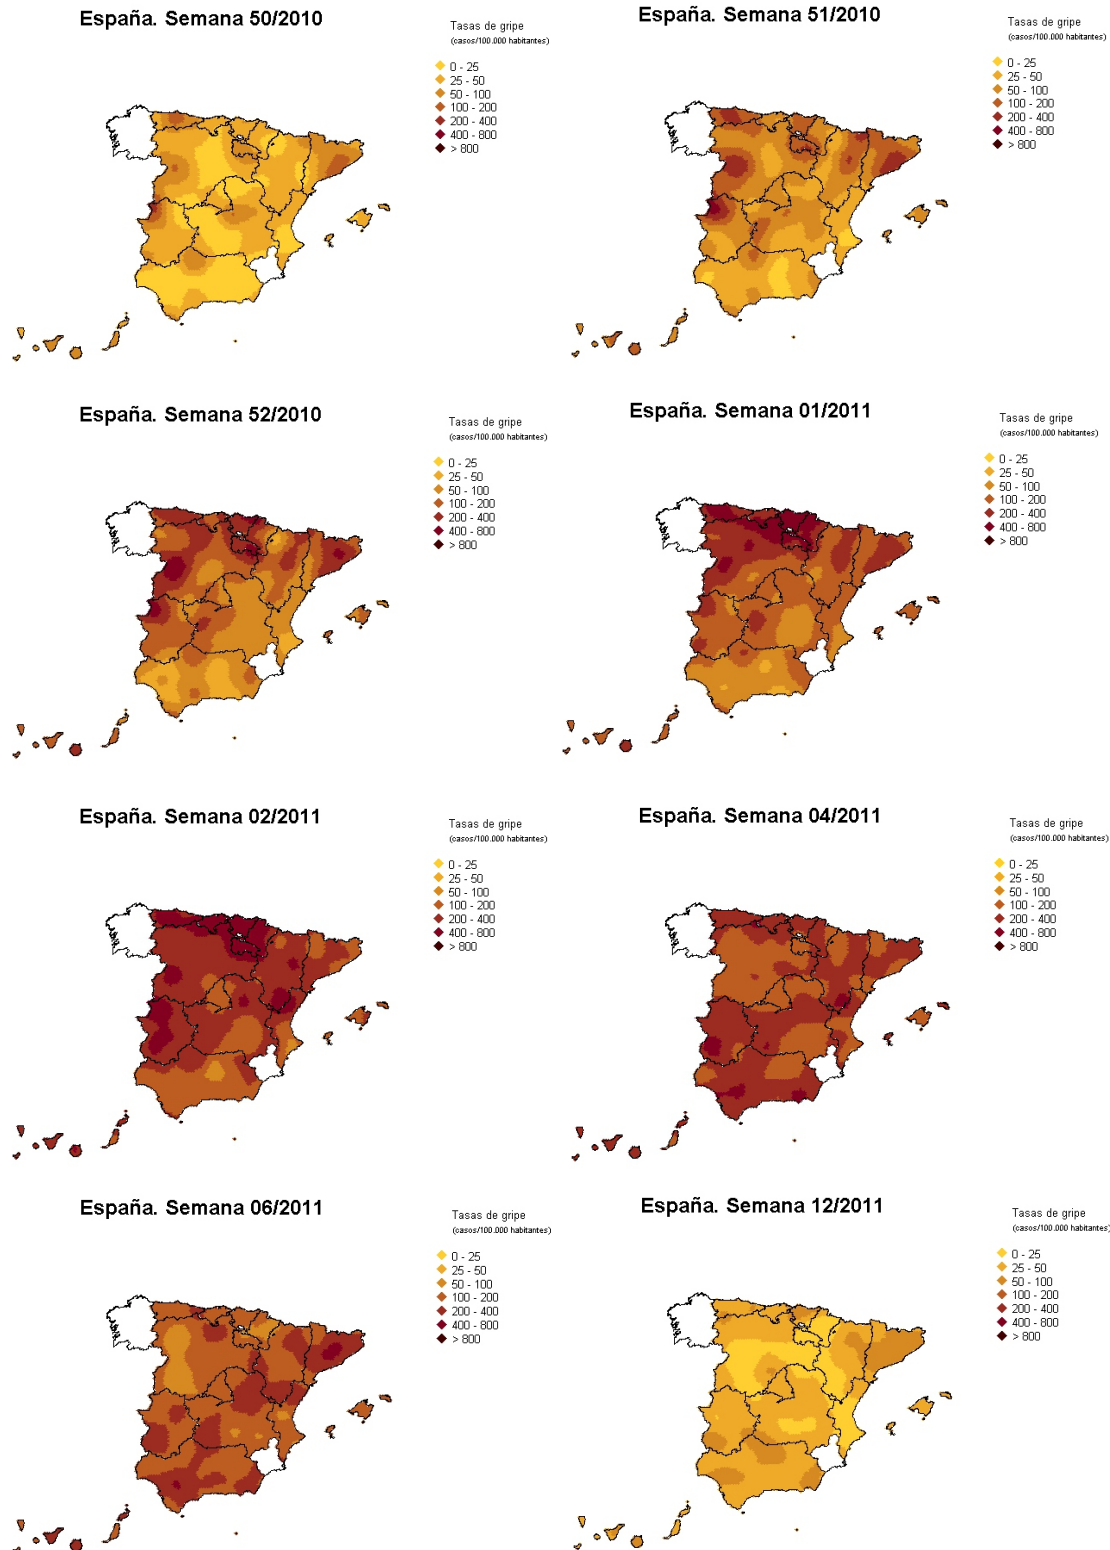 España. Semana 50/2010
Tasas de gripe
(casos/100.000 habitantes)
0 - 25
25 - 50
50 - 100
100 - 200
200 - 400
400 - 800
> 800
España. Semana 51/2010
Tasas de gripe
(casos/100.000 habitantes)
0 - 25
25 - 50
50 - 100
100 - 200
200 - 400
400 - 800
> 800
España. Semana 52/2010
Tasas de gripe
(casos/100.000 habitantes)
0 - 25
25 - 50
50 - 100
100 - 200
200 - 400
400 - 800
> 800
España. Semana 01/2011
Tasas de gripe
(casos/100.000 habitantes)
0 - 25
25 - 50
50 - 100
100 - 200
200 - 400
400 - 800
> 800
España. Semana 02/2011
Tasas de gripe
(casos/100.000 habitantes)
0 - 25
25 - 50
50 - 100
100 - 200
200 - 400
400 - 800
> 800
España. Semana 04/2011
Tasas de gripe
(casos/100.000 habitantes)
0 - 25
25 - 50
50 - 100
100 - 200
200 - 400
400 - 800
> 800
España. Semana 06/2011
Tasas de gripe
(casos/100.000 habitantes)
0 - 25
25 - 50
50 - 100
100 - 200
200 - 400
400 - 800
> 800
España. Semana 12/2011
Tasas de gripe
(casos/100.000 habitantes)
0 - 25
25 - 50
50 - 100
100 - 200
200 - 400
400 - 800
> 800